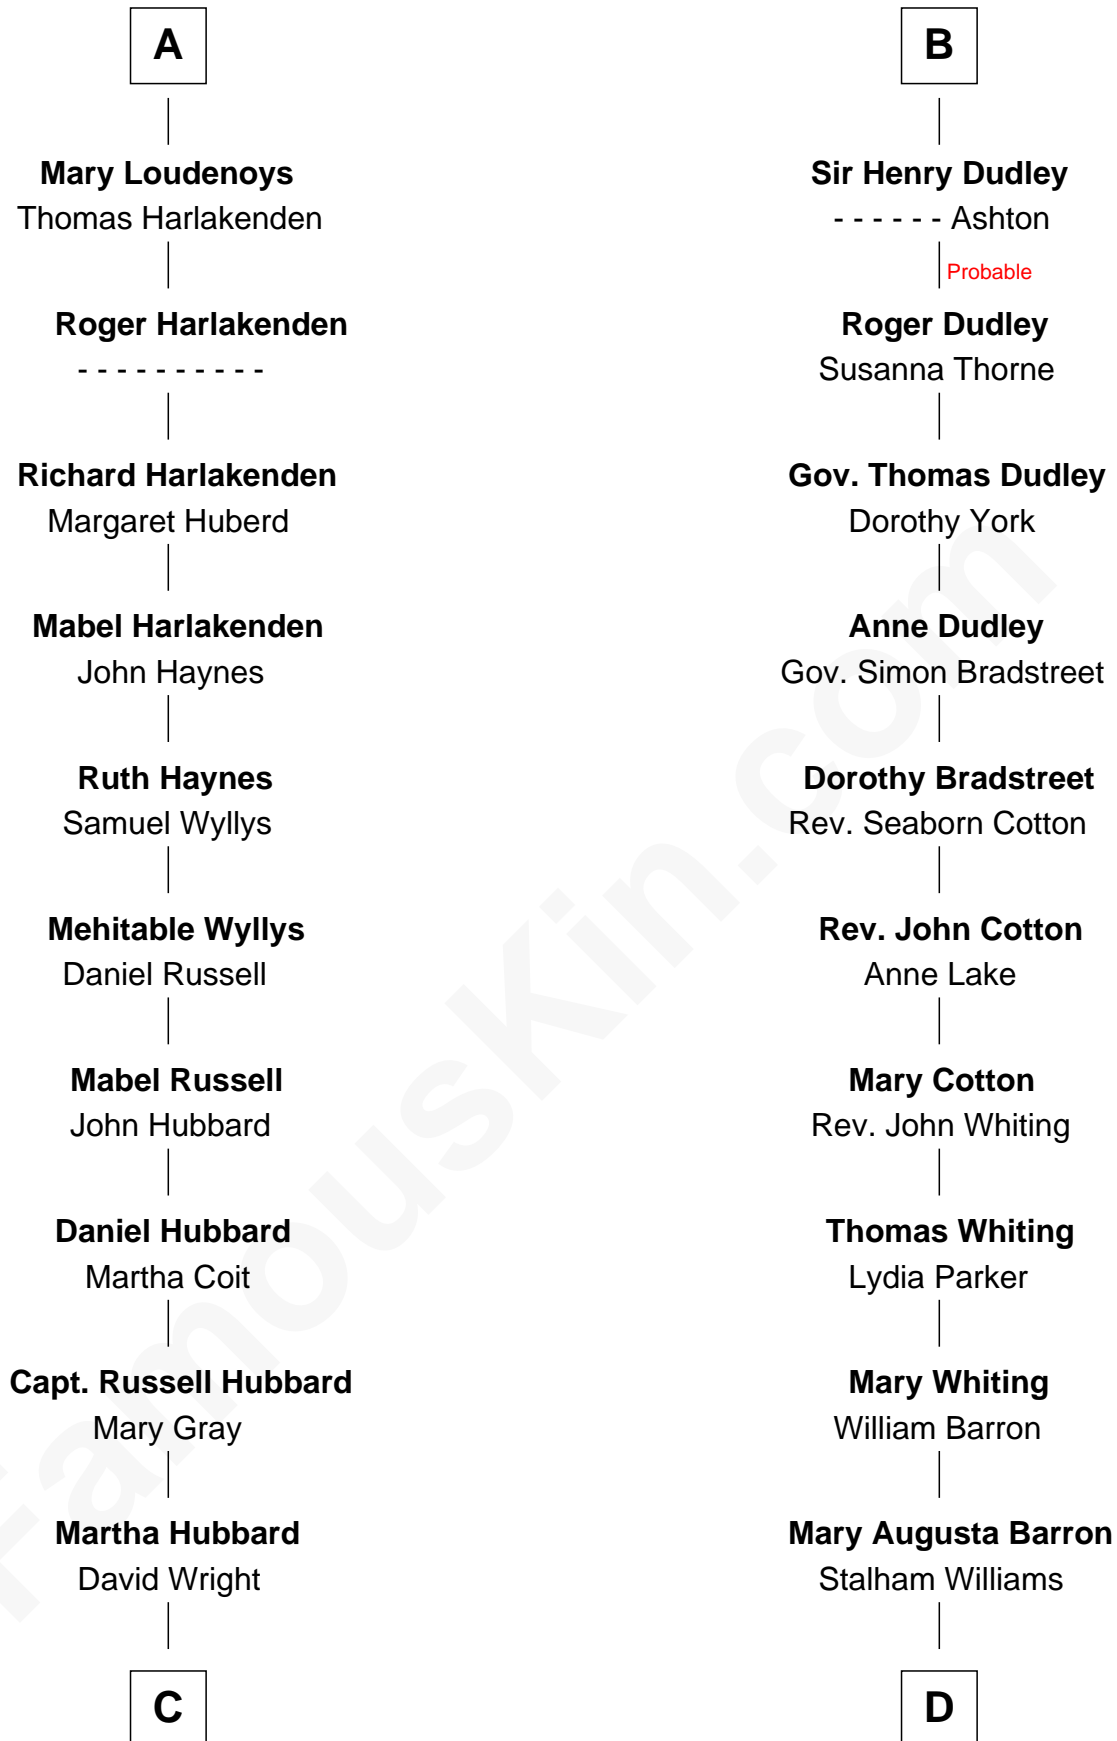 A
Mary Loudenoys
Thomas Harlakenden
Roger Harlakenden
- - - - - - - - - -
Richard Harlakenden
Margaret Huberd
Mabel Harlakenden
John Haynes
Ruth Haynes
Samuel Wyllys
Mehitable Wyllys
Daniel Russell
Mabel Russell
John Hubbard
Daniel Hubbard
Martha Coit
Capt. Russell Hubbard
Mary Gray
Martha Hubbard
David Wright
C
B
Sir Henry Dudley
- - - - - - Ashton
Probable
Roger Dudley
Susanna Thorne
Gov. Thomas Dudley
Dorothy York
Anne Dudley
Gov. Simon Bradstreet
Dorothy Bradstreet
Rev. Seaborn Cotton
Rev. John Cotton
Anne Lake
Mary Cotton
Rev. John Whiting
Thomas Whiting
Lydia Parker
Mary Whiting
William Barron
Mary Augusta Barron
Stalham Williams
D
FamousKin.com